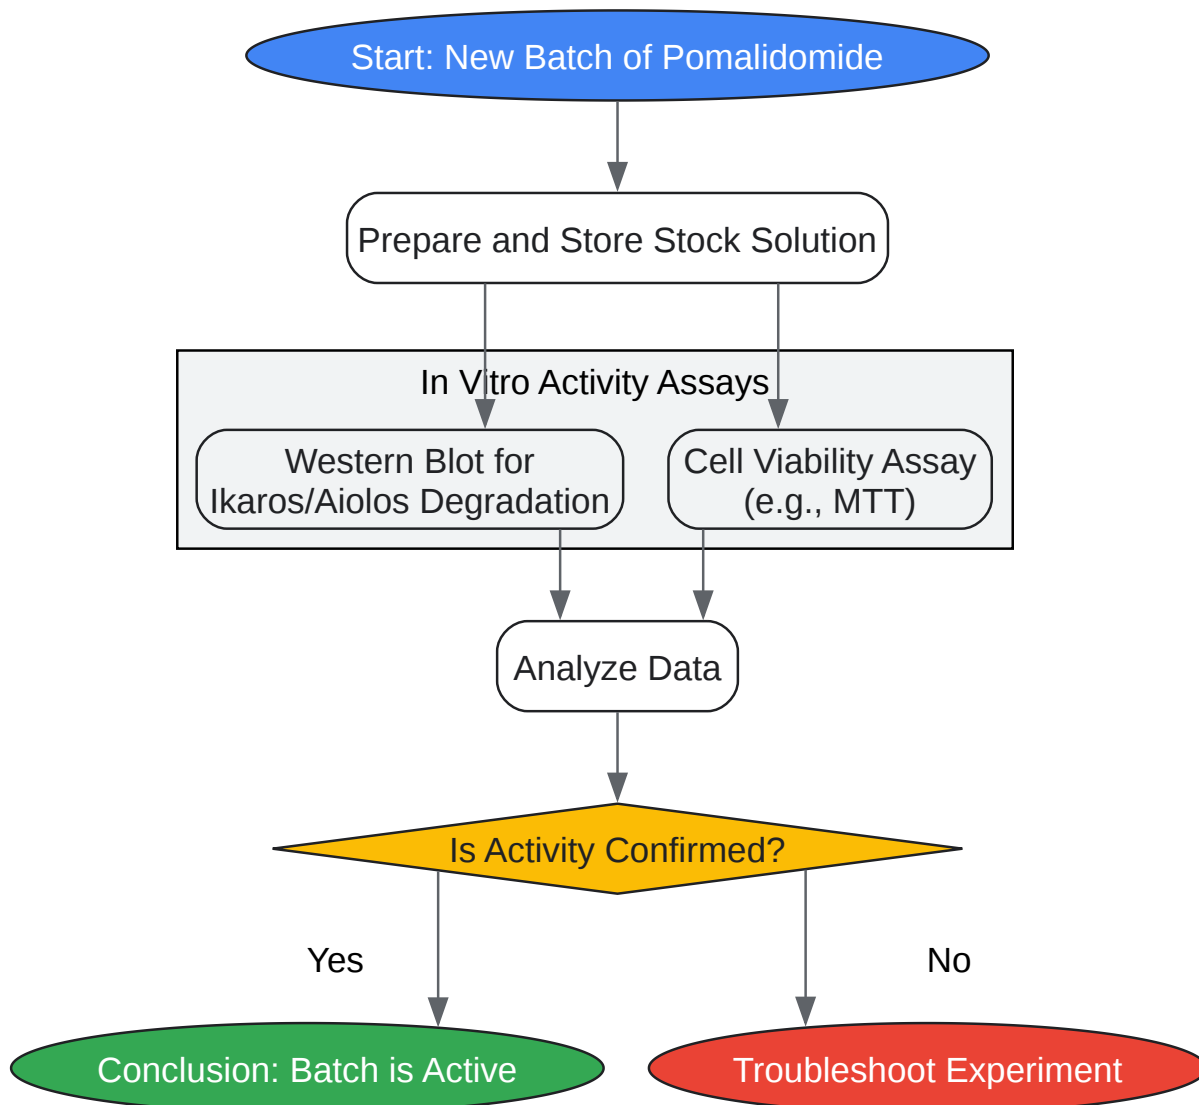 Start: New Batch of Pomalidomide
Prepare and Store Stock Solution
In Vitro Activity Assays
Western Blot for
Ikaros/Aiolos Degradation
Cell Viability Assay
(e.g., MTT)
Analyze Data
Is Activity Confirmed?
Yes
No
Conclusion: Batch is Active
Troubleshoot Experiment